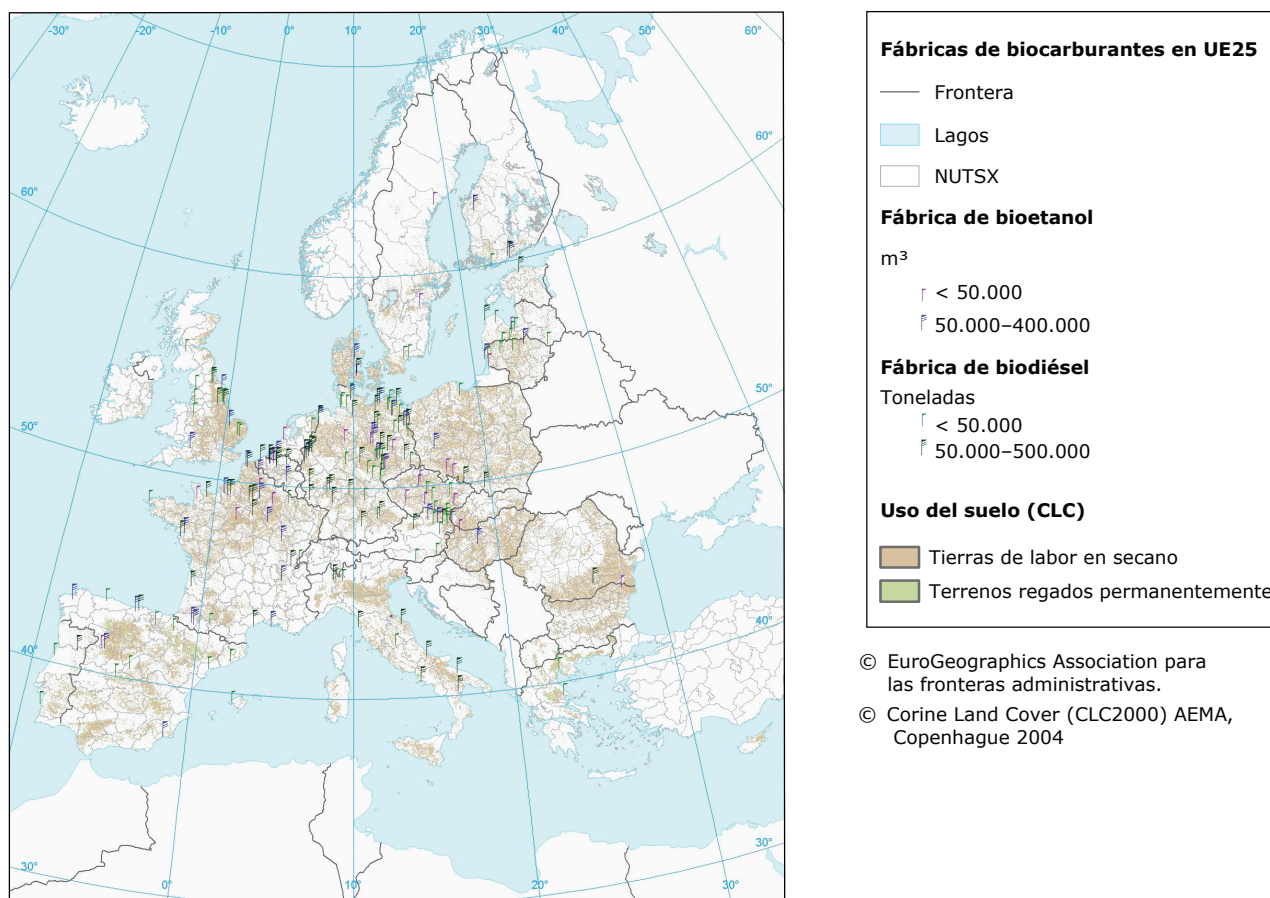 -30°
-20°
-10°
0°
10°
20°
30°
40°
50°
60°
60°
60°
50°
50°
40°
40°
30°
30°
0°
10°
20°
30°
Fábricas de biocarburantes en UE25
Frontera
Lagos
NUTSX
Fábrica de bioetanol
m³
< 50.000
50.000–400.000
Fábrica de biodiésel
Toneladas
< 50.000
50.000–500.000
Uso del suelo (CLC)
Tierras de labor en secano
Terrenos regados permanentemente
© EuroGeographics Association para
las fronteras administrativas.
© Corine Land Cover (CLC2000) AEMA,
Copenhague 2004